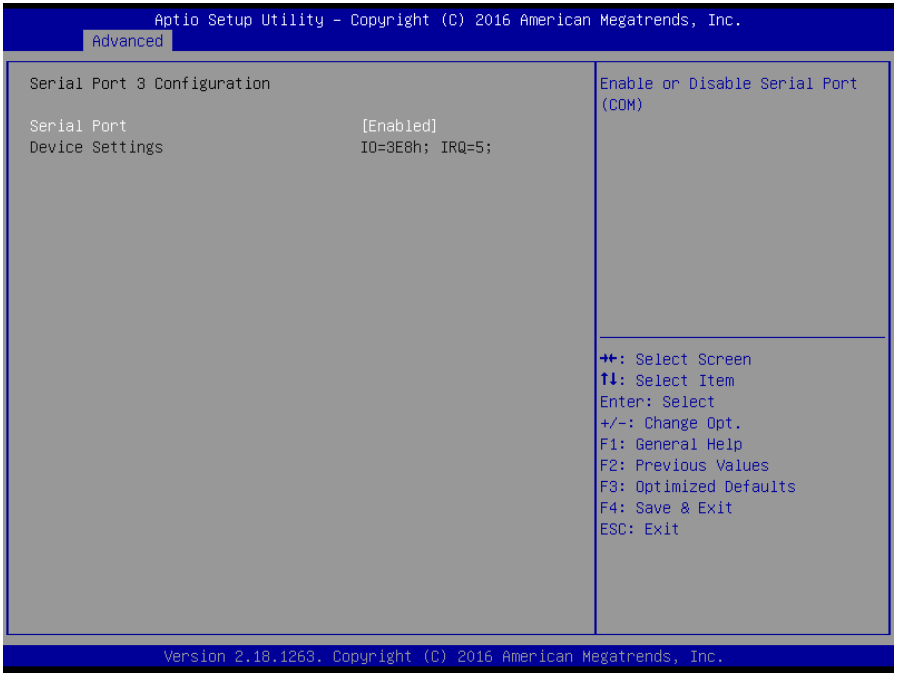 Aptio Setup Utility – Copyright (C) 2016 American Megatrends, Inc.
Advanced
Serial Port 3 Configuration
Serial Port [Enabled]
Device Settings IO=3E8h; IRQ=5;
Enable or Disable Serial Port
(COM)
→←: Select Screen
↑↓: Select Item
Enter: Select
+/-: Change Opt.
F1: General Help
F2: Previous Values
F3: Optimized Defaults
F4: Save & Exit
ESC: Exit
Version 2.18.1263. Copyright (C) 2016 American Megatrends, Inc.